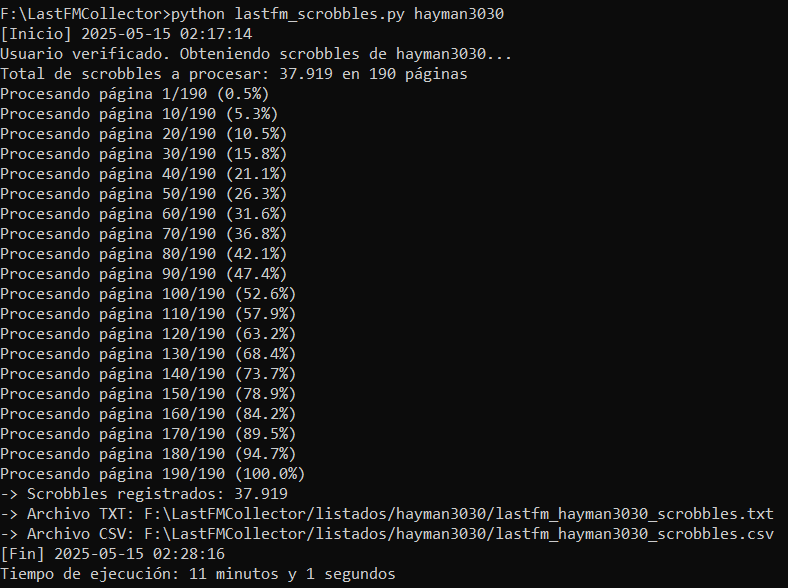 F:\LastFMCollector>python lastfm_scrobbles.py hayman3030
[Inicio] 2025-05-15 02:17:14
Usuario verificado. Obteniendo scrobbles de hayman3030...
Total de scrobbles a procesar: 37.919 en 190 páginas
Procesando página 1/190 (0.5%)
Procesando página 10/190 (5.3%)
Procesando página 20/190 (10.5%)
Procesando página 30/190 (15.8%)
Procesando página 40/190 (21.1%)
Procesando página 50/190 (26.3%)
Procesando página 60/190 (31.6%)
Procesando página 70/190 (36.8%)
Procesando página 80/190 (42.1%)
Procesando página 90/190 (47.4%)
Procesando página 100/190 (52.6%)
Procesando página 110/190 (57.9%)
Procesando página 120/190 (63.2%)
Procesando página 130/190 (68.4%)
Procesando página 140/190 (73.7%)
Procesando página 150/190 (78.9%)
Procesando página 160/190 (84.2%)
Procesando página 170/190 (89.5%)
Procesando página 180/190 (94.7%)
Procesando página 190/190 (100.0%)
-> Scrobbles registrados: 37.919
-> Archivo TXT: F:\LastFMCollector/listados/hayman3030/lastfm_hayman3030_scrobbles.txt
-> Archivo CSV: F:\LastFMCollector/listados/hayman3030/lastfm_hayman3030_scrobbles.csv
[Fin] 2025-05-15 02:28:16
Tiempo de ejecución: 11 minutos y 1 segundos